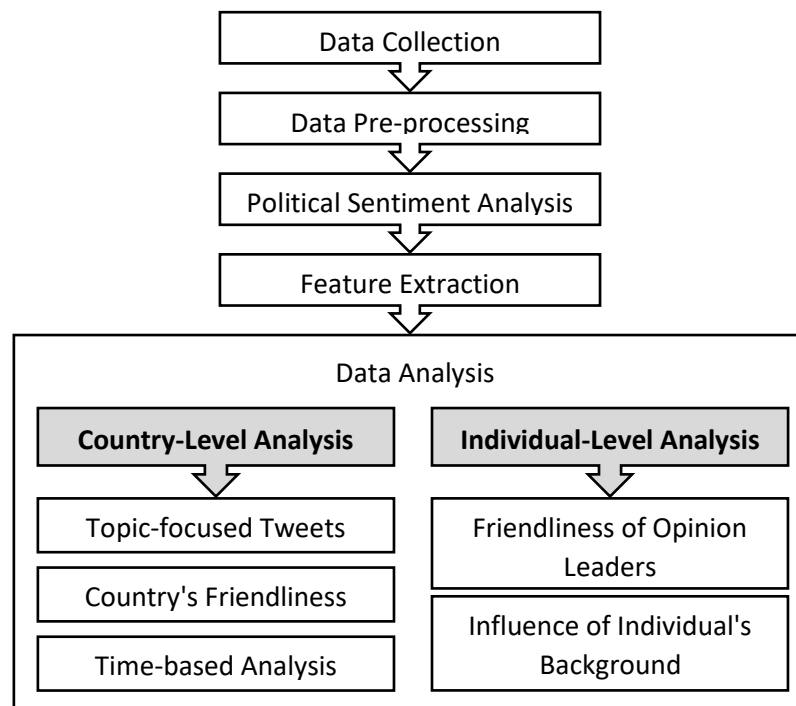 Data Collection
Data Pre-processing
Political Sentiment Analysis
Feature Extraction
Data Analysis
Country-Level Analysis
Topic-focused Tweets
Country's Friendliness
Time-based Analysis
Individual-Level Analysis
Friendliness of Opinion
Leaders
Influence of Individual's
Background